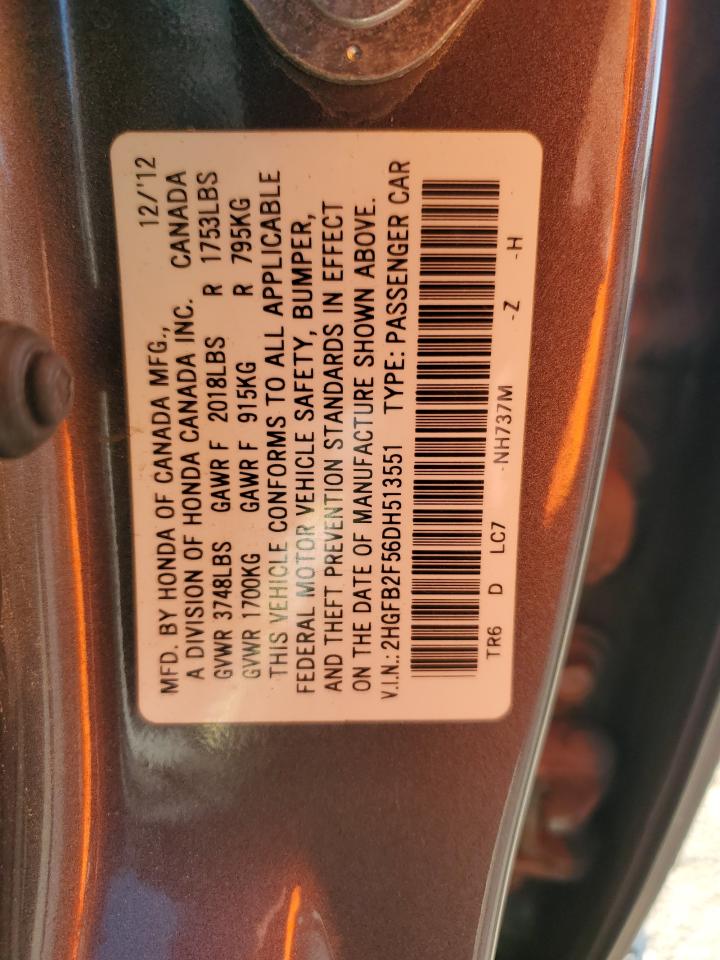 MFD. BY HONDA OF CANADA MFG., 12/'12
A DIVISION OF HONDA CANADA INC. CANADA
GVWR 3748LBS GAWR F 2018LBS R 1753LBS
GVWR 1700KG GAWR F 915KG R 795KG
THIS VEHICLE CONFORMS TO ALL APPLICABLE
FEDERAL MOTOR VEHICLE SAFETY, BUMPER,
AND THEFT PREVENTION STANDARDS IN EFFECT
ON THE DATE OF MANUFACTURE SHOWN ABOVE.
V.I.N.: 2HGFB2F56DH513551 TYPE: PASSENGER CAR
TR6 D LC7 -NH737M -Z -H